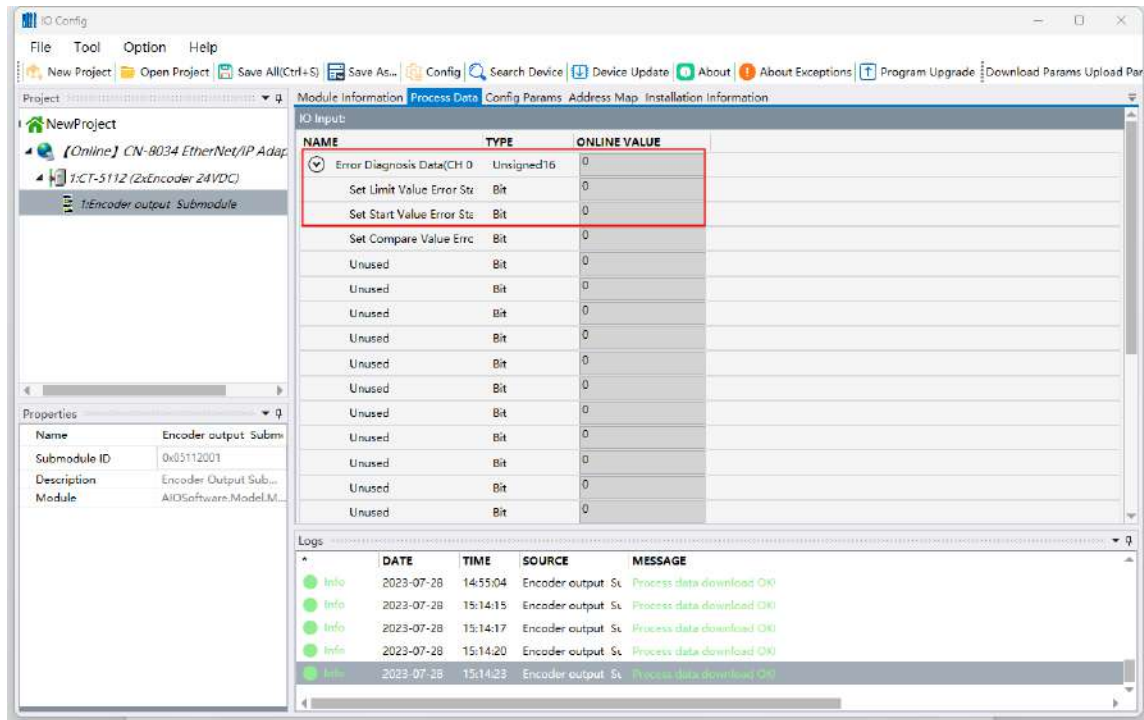 IO Config
File Tool Option Help
New Project Open Project Save All(Ctrl+S) Save As... Config Search Device Device Update About About Exceptions Program Upgrade Download Params Upload Par
Project
Module Information Process Data Config Params Address Map Installation Information
NewProject
[Online] CN-8034 EtherNet/IP Adap
1:CT-5112 (2xEncoder 24VDC)
1:Encoder output Submodule
IO Input:
NAME TYPE ONLINE VALUE
Error Diagnosis Data(CH 0 Unsigned16 0
Set Limit Value Error Sta Bit 0
Set Start Value Error Sta Bit 0
Set Compare Value Erro Bit 0
Unused Bit 0
Unused Bit 0
Unused Bit 0
Unused Bit 0
Unused Bit 0
Unused Bit 0
Unused Bit 0
Unused Bit 0
Unused Bit 0
Unused Bit 0
Unused Bit 0
Properties
Name Encoder output Subm
Submodule ID 0x05112001
Description Encoder Output Sub...
Module AIOSoftware.Model.M...
Logs
DATE TIME SOURCE MESSAGE
Info 2023-07-28 14:55:04 Encoder output Su Process data download OK!
Info 2023-07-28 15:14:15 Encoder output Su Process data download OK!
Info 2023-07-28 15:14:17 Encoder output Su Process data download OK!
Info 2023-07-28 15:14:20 Encoder output Su Process data download OK!
Info 2023-07-28 15:14:23 Encoder output Su Process data download OK!